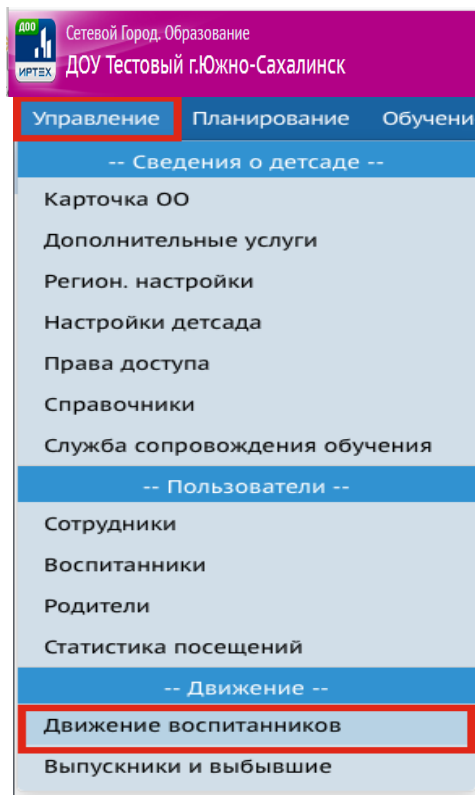 ДОО
ИРТЕХ
Сетевой Город. Образование
ДОУ Тестовый г.Южно-Сахалинск
Управление Планирование Обучени
-- Сведения о детсаде --
Карточка ОО
Дополнительные услуги
Регион. настройки
Настройки детсада
Права доступа
Справочники
Служба сопровождения обучения
-- Пользователи --
Сотрудники
Воспитанники
Родители
Статистика посещений
-- Движение --
Движение воспитанников
Выпускники и выбывшие